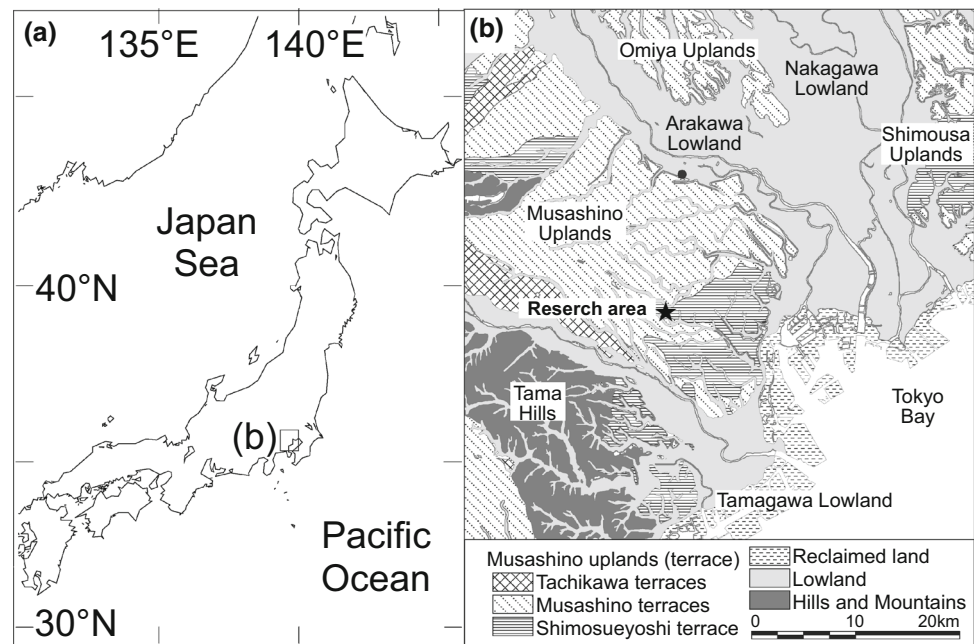 (a)
135°E
140°E
Japan
Sea
40°N
(b)
Pacific
Ocean
30°N
(b)
Omiya Uplands
Nakagawa
Lowland
Arakawa
Lowland
Shimousa
Uplands
Musashino
Uplands
Reserch area
Tama
Hills
Tokyo
Bay
Tamagawa Lowland
Musashino uplands (terrace)
Tachikawa terraces
Musashino terraces
Shimosueyoshi terrace
Reclaimed land
Lowland
Hills and Mountains
0 10 20km